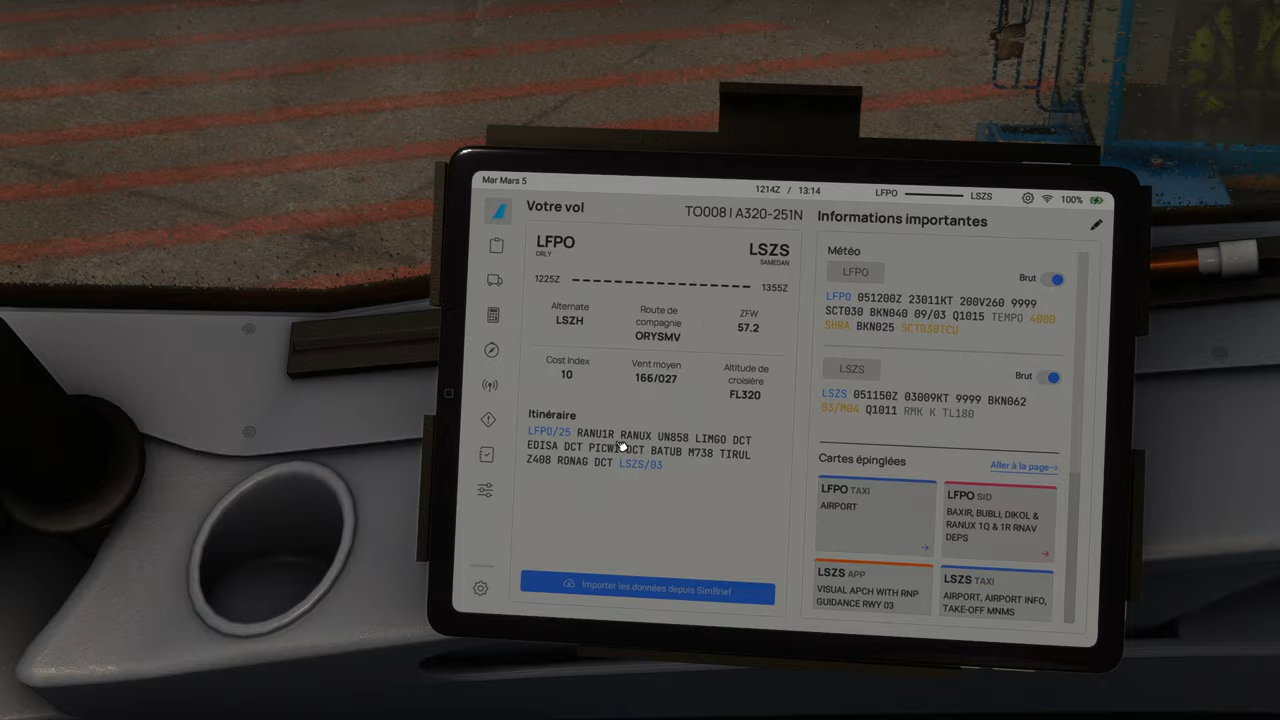 Mar Mars 5
1214Z / 13:14
LFPO LSZS
100%
Votre vol
TO008 | A320-251N
LFPO
ORLY
LSZS
SAMEDAN
1225Z
1355Z
Alternate
LSZH
Route de
compagnie
ORYSMV
ZFW
57.2
Cost Index
10
Vent moyen
166/027
Altitude de
croisière
FL320
Itinéraire
LFPO/25 RANU1R RANUX UN858 LIMGO DCT
EDISA DCT DCT BATUB M738 TIRUL
Z408 RONAG DCT LSZS/03
Importer les données depuis SimBrief
Informations importantes
Météo
LFPO
Brut
LFPO 051200Z 23011KT 200V260 9999
SCT030 BKN040 09/03 Q1015 TEMPO 4000
SHRA BKN025 SCT030TCU
LSZS
Brut
LSZS 051150Z 03009KT 9999 BKN062
03/M04 Q1011 RMK K TL180
Cartes épinglées
Aller à la page
LFPO TAXI
AIRPORT
LFPO SID
BAXIR, BUBLI, DIKOL &
RANUX 1Q & 1R RNAV
DEPS
LSZS APP
VISUAL APCH WITH RNP
GUIDANCE RWY 03
LSZS TAXI
AIRPORT, AIRPORT INFO,
TAKE-OFF MNMS